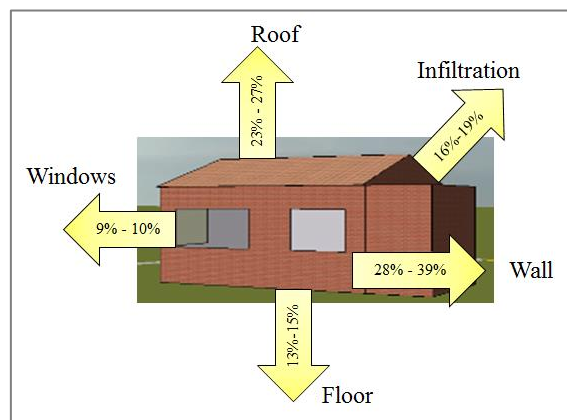 Roof
Infiltration
23% - 27%
16%-19%
Windows
9% - 10%
28% - 39%
Wall
13%-15%
Floor